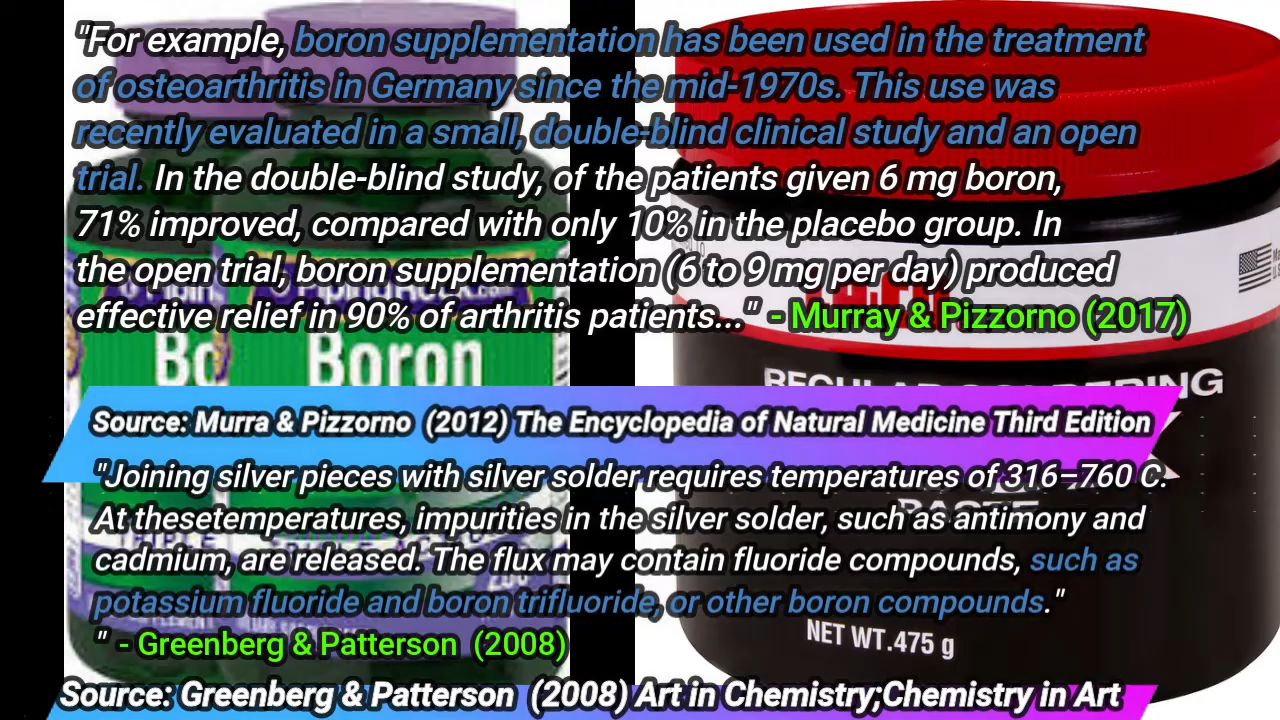 "For example, boron supplementation has been used in the treatment
of osteoarthritis in Germany since the mid-1970s. This use was
recently evaluated in a small, double-blind clinical study and an open
trial. In the double-blind study, of the patients given 6 mg boron,
71% improved, compared with only 10% in the placebo group. In
the open trial, boron supplementation (6 to 9 mg per day) produced
effective relief in 90% of arthritis patients..." - Murray & Pizzorno (2017)
Boron
REGULAR SOLDERING
Source: Murra & Pizzorno (2012) The Encyclopedia of Natural Medicine Third Edition
"Joining silver pieces with silver solder requires temperatures of 316–760 C.
At thesetemperatures, impurities in the silver solder, such as antimony and
cadmium, are released. The flux may contain fluoride compounds, such as
potassium fluoride and boron trifluoride, or other boron compounds."
" - Greenberg & Patterson (2008)
NET WT.475 g
Source: Greenberg & Patterson (2008) Art in Chemistry;Chemistry in Art